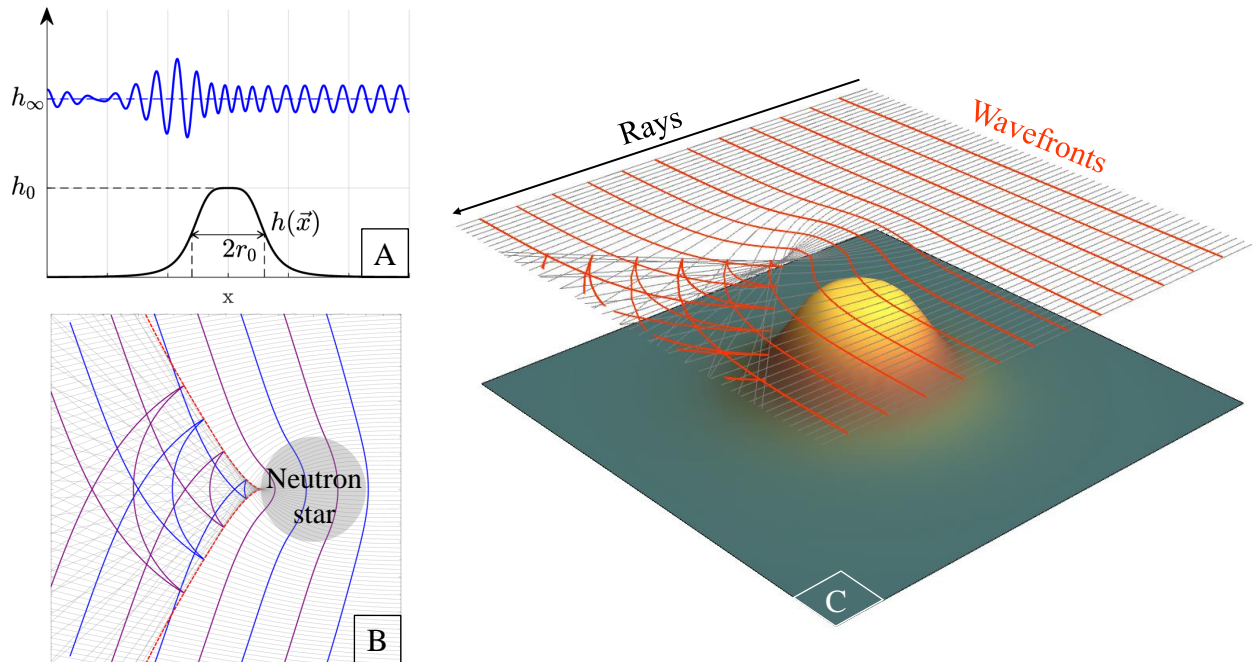 h∞
h₀
h(x⃗)
2r₀
A
x
Neutron
star
B
Rays
Wavefronts
C